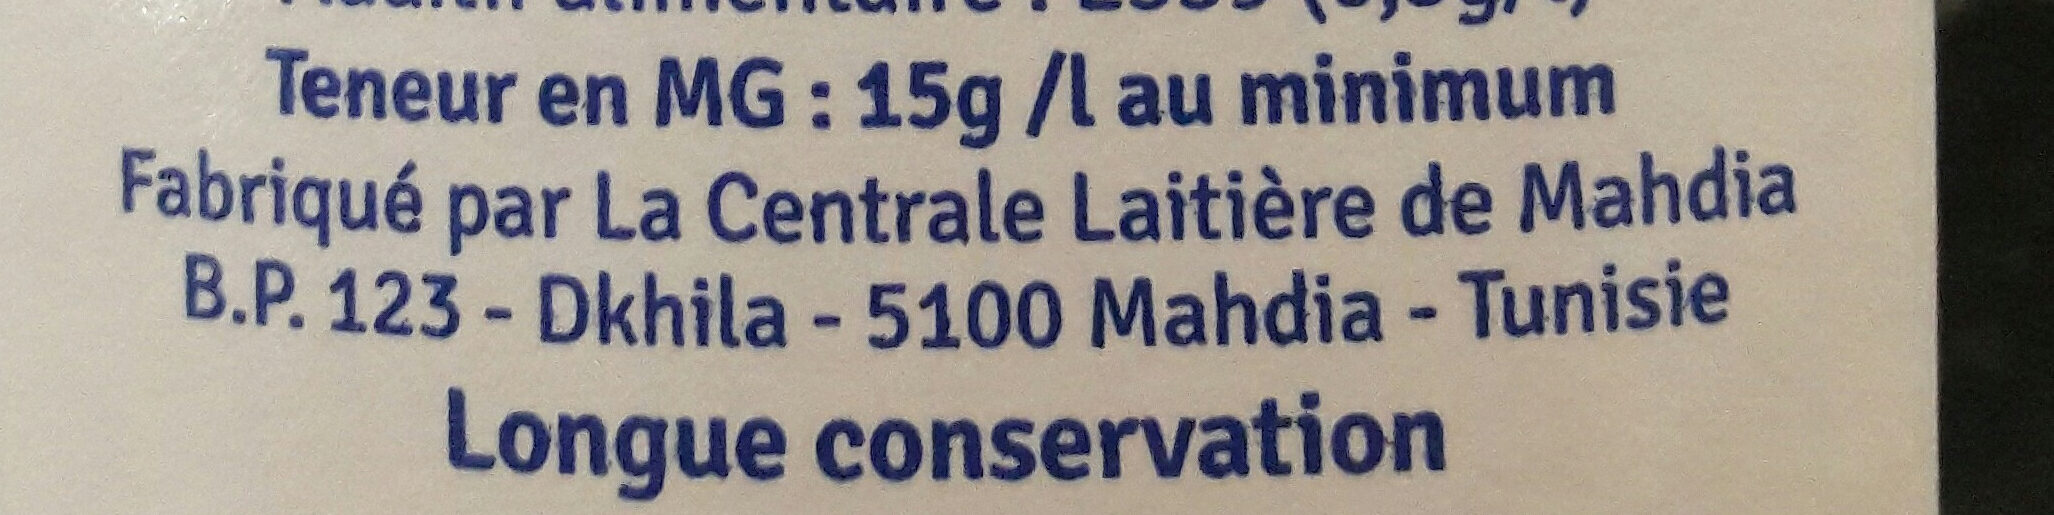 alimentaire :
Teneur en MG : 15g /l au minimum
Fabriqué par La Centrale Laitière de Mahdia
B.P. 123 - Dkhila - 5100 Mahdia - Tunisie
Longue conservation